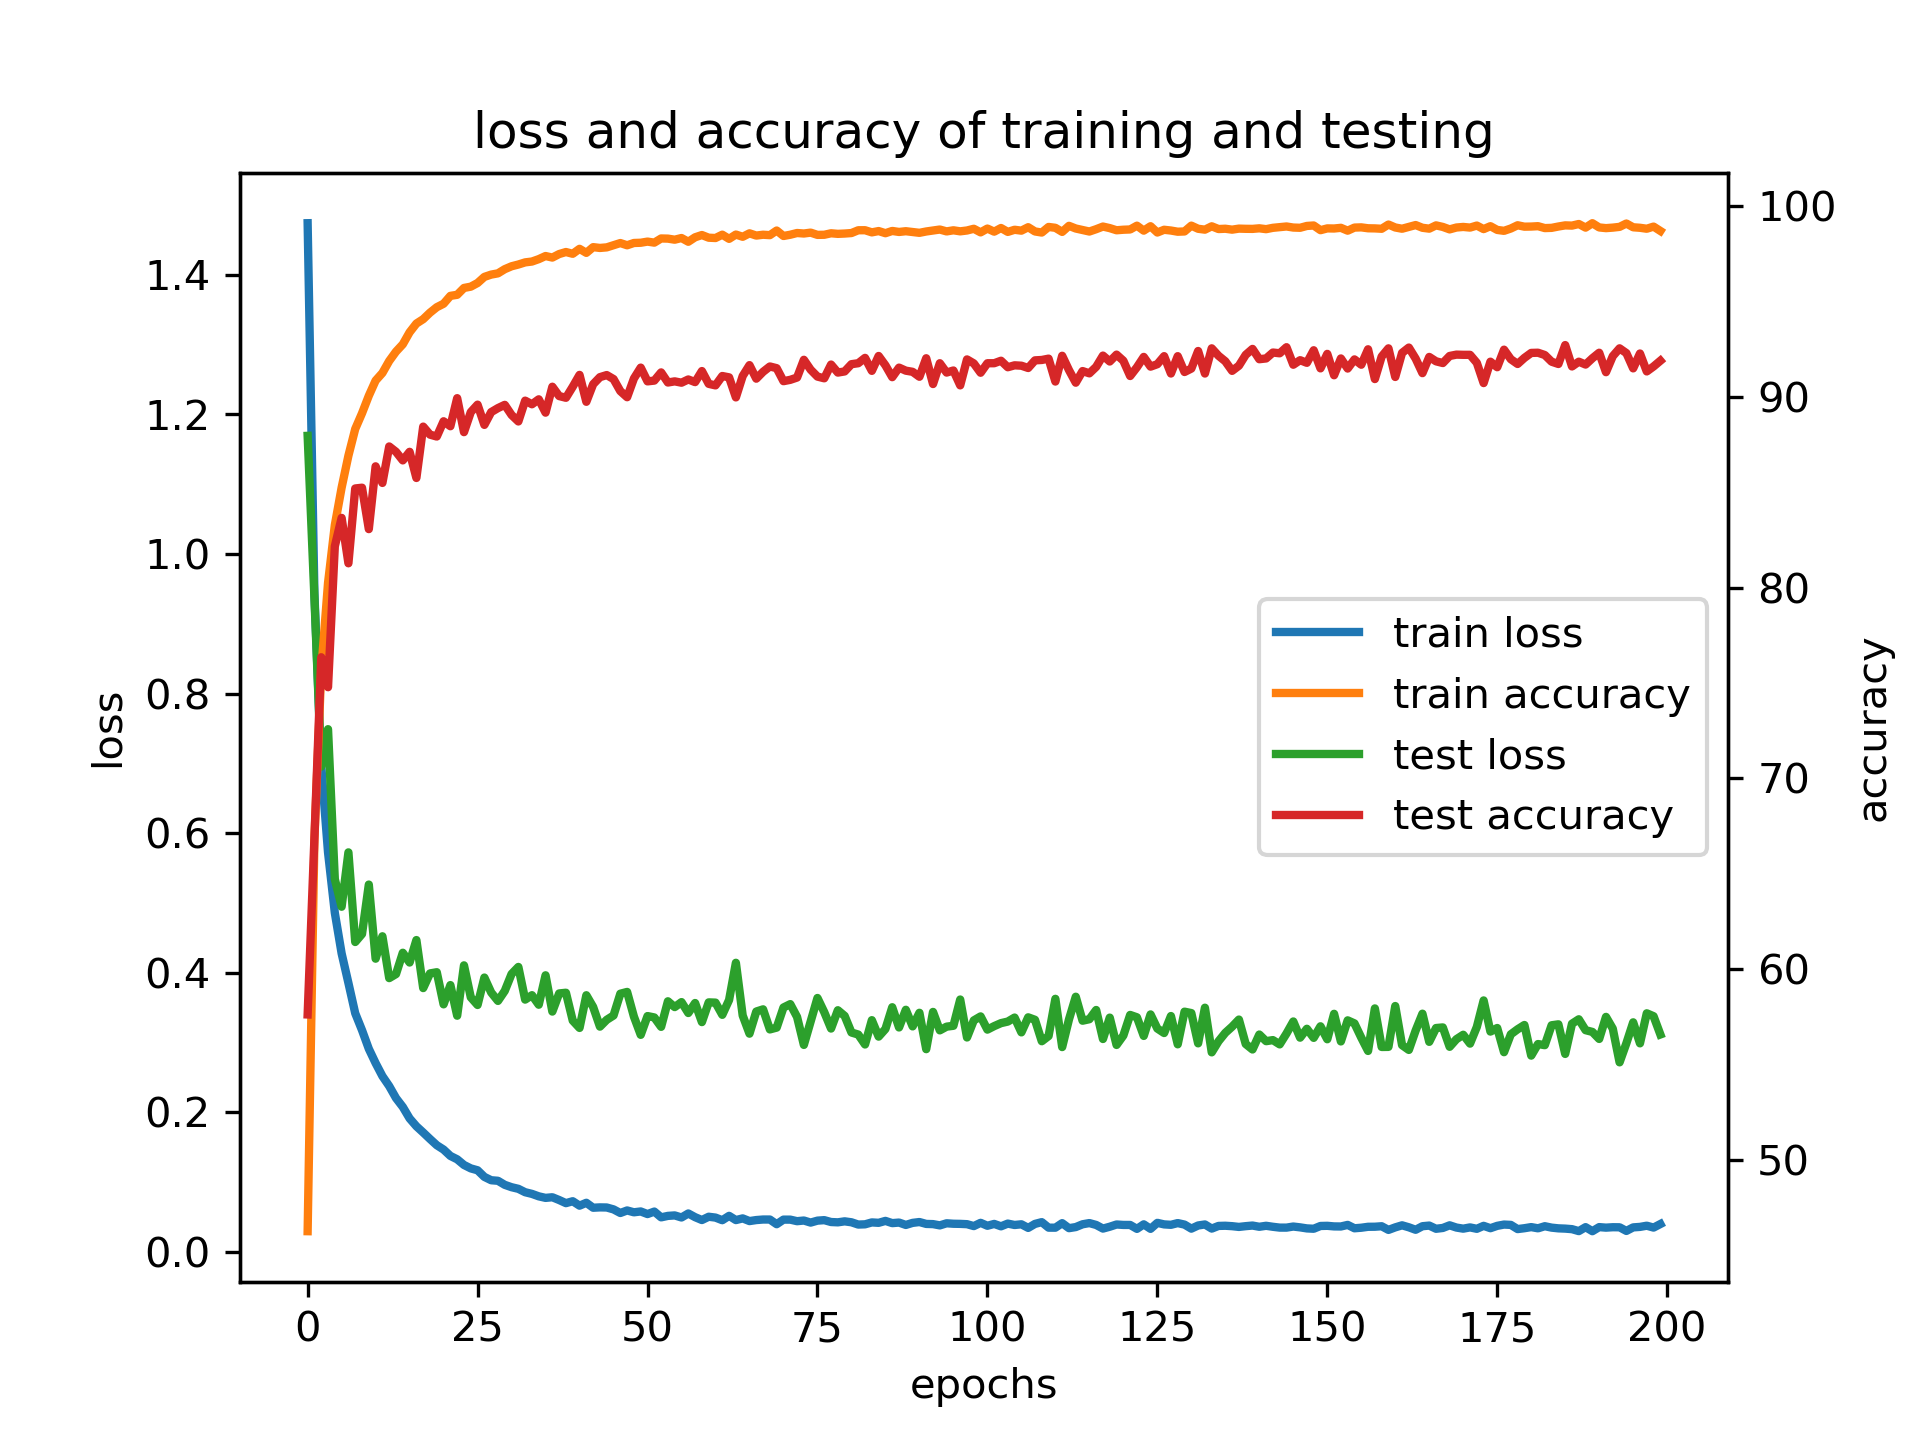 loss and accuracy of training and testing
1.4
1.2
1.0
0.8
0.6
0.4
0.2
0.0
loss
100
90
80
70
60
50
accuracy
train loss
train accuracy
test loss
test accuracy
0 25 50 75 100 125 150 175 200
epochs